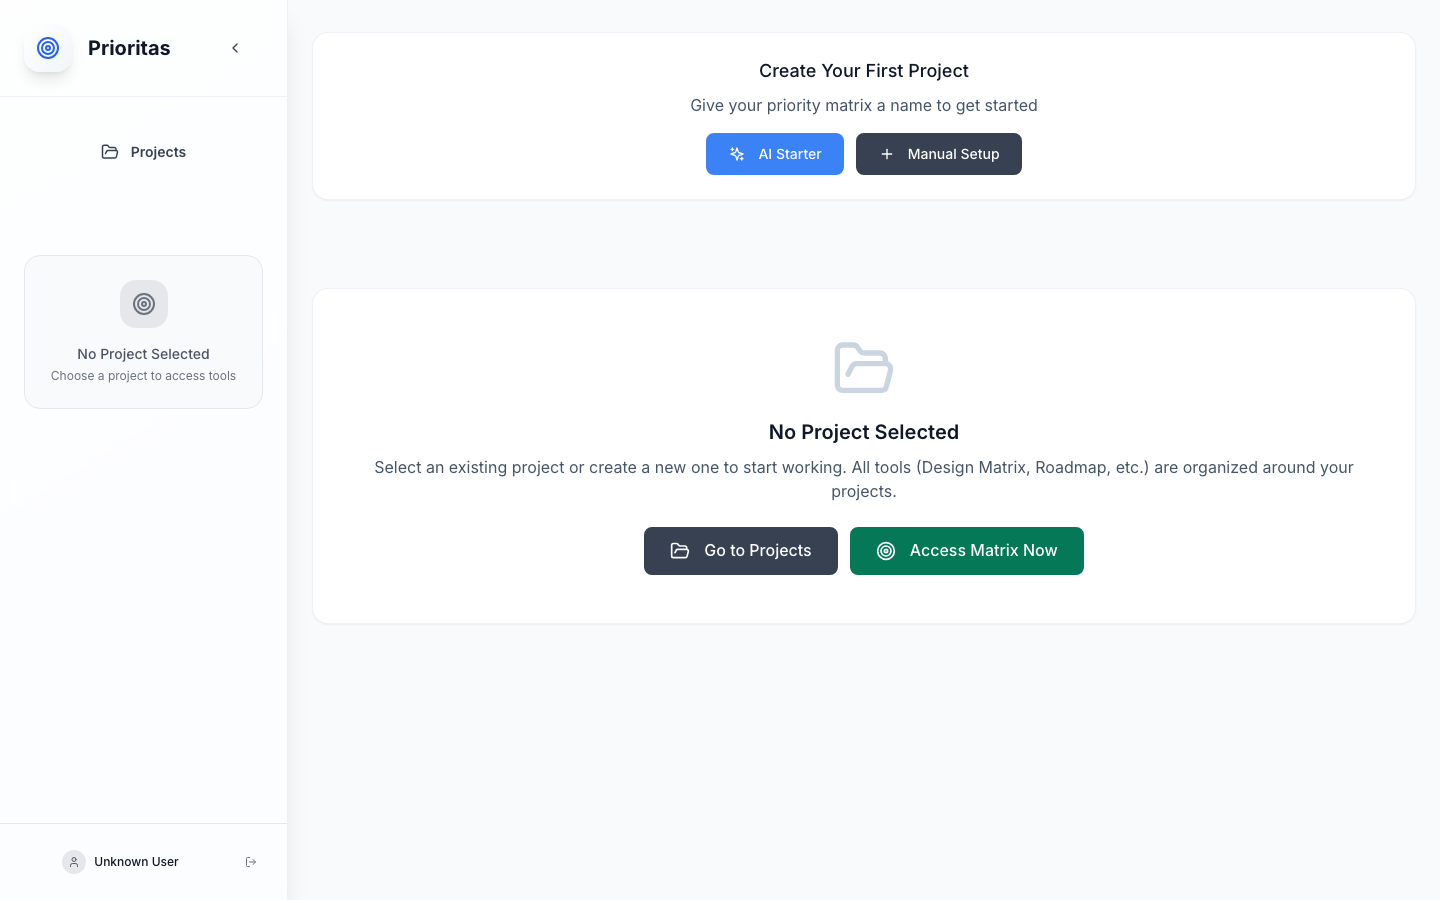 Prioritas
Projects
No Project Selected
Choose a project to access tools
Unknown User
Create Your First Project
Give your priority matrix a name to get started
AI Starter
Manual Setup
No Project Selected
Select an existing project or create a new one to start working. All tools (Design Matrix, Roadmap, etc.) are organized around your
projects.
Go to Projects
Access Matrix Now